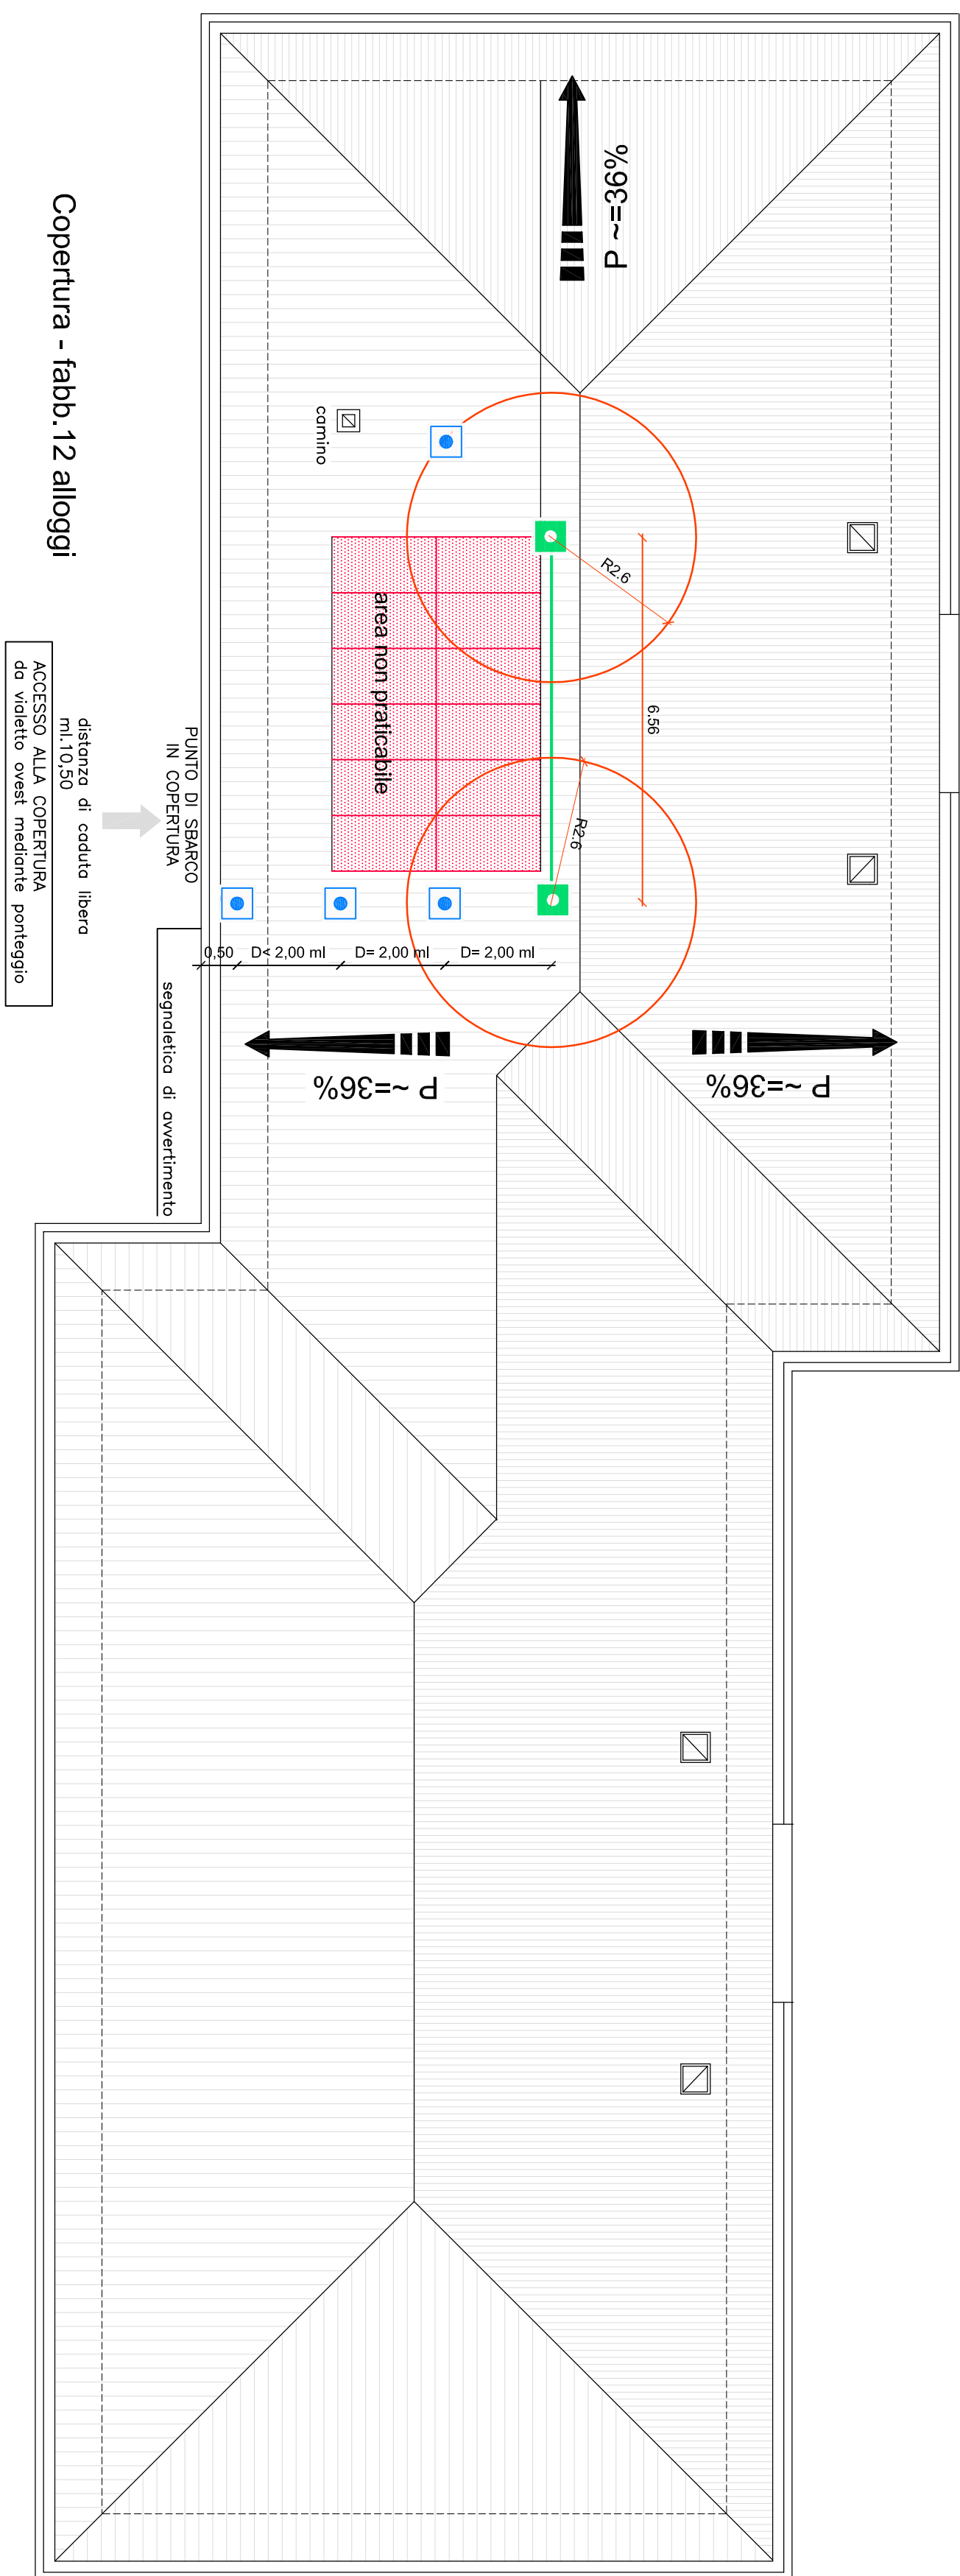 Copertura - fabb.12 alloggi
P ~=36%
camino
R2.6
6.56
area non praticabile
R2.6
PUNTO DI SBARCO
IN COPERTURA
distanza di caduta libera
ml.10,50
ACCESSO ALLA COPERTURA
da vialetto ovest mediante ponteggio
0,50
D< 2,00 ml
D= 2,00 ml
D= 2,00 ml
segnaletica di avvertimento
P ~=36%
P ~=36%